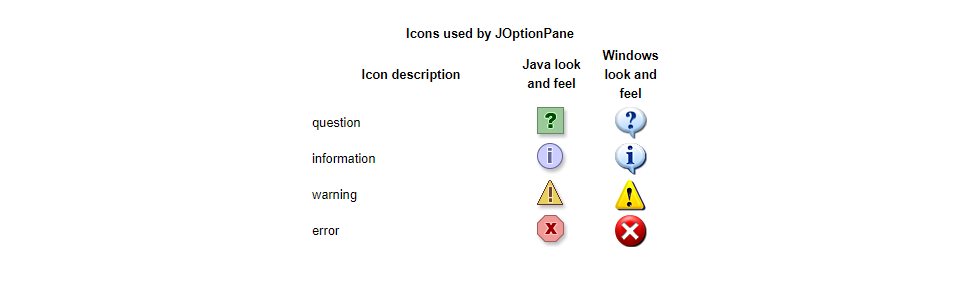 Icons used by JOptionPane
Icon description
Java look
and feel
Windows
look and
feel
question
? ?
information
i i
warning
! !
error
x